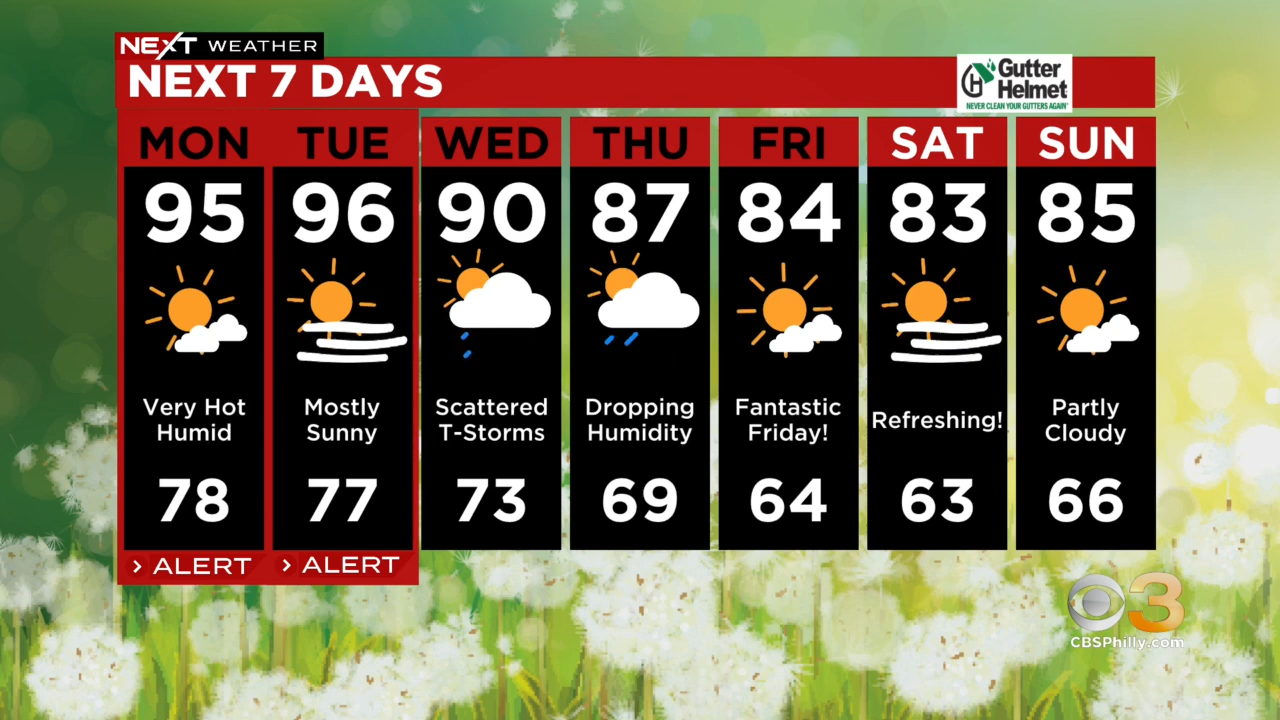 NEXT WEATHER
NEXT 7 DAYS
Gutter
Helmet
NEVER CLEAN YOUR GUTTERS AGAIN®
MON TUE WED THU FRI SAT SUN
95 96 90 87 84 83 85
Very Hot
Humid
Mostly
Sunny
Scattered
T-Storms
Dropping
Humidity
Fantastic
Friday!
Refreshing!
Partly
Cloudy
78 77 73 69 64 63 66
> ALERT > ALERT
3
CBSPhilly.com